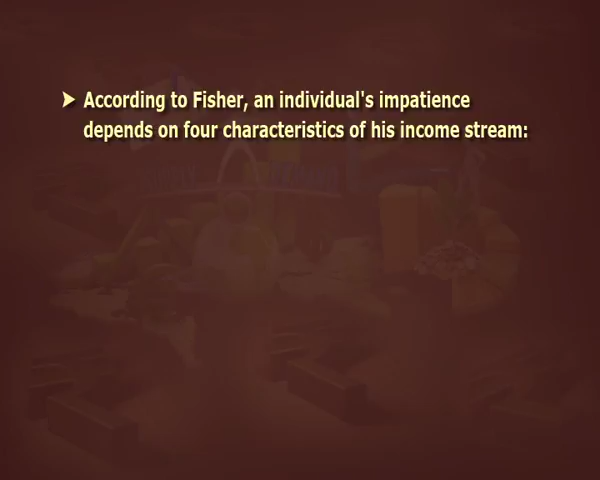 According to Fisher, an individual's impatience
depends on four characteristics of his income stream: